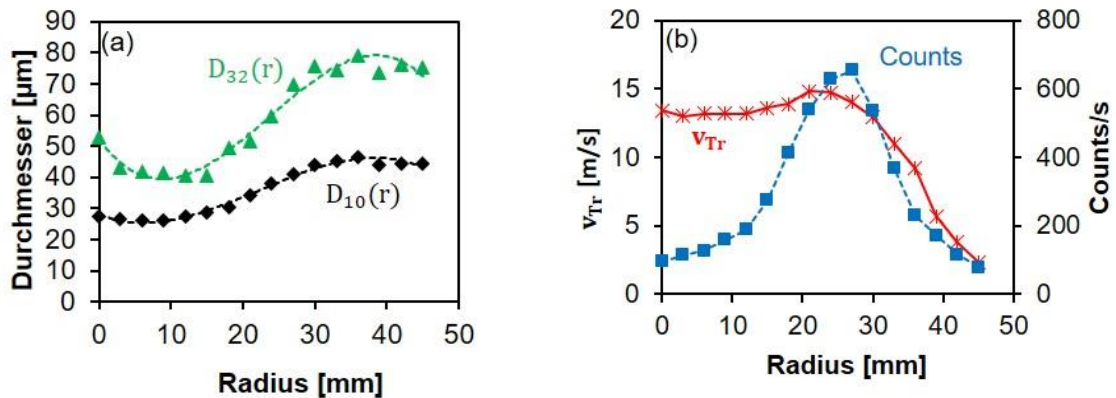 (a)
D₃₂(r)
D₁₀(r)
Durchmesser [µm]
90
80
70
60
50
40
30
20
10
0
0 10 20 30 40 50
Radius [mm]
(b)
Counts
v_Tr
v_Tr [m/s]
20
15
10
5
0
800
600
400
200
0
Counts/s
0 10 20 30 40 50
Radius [mm]